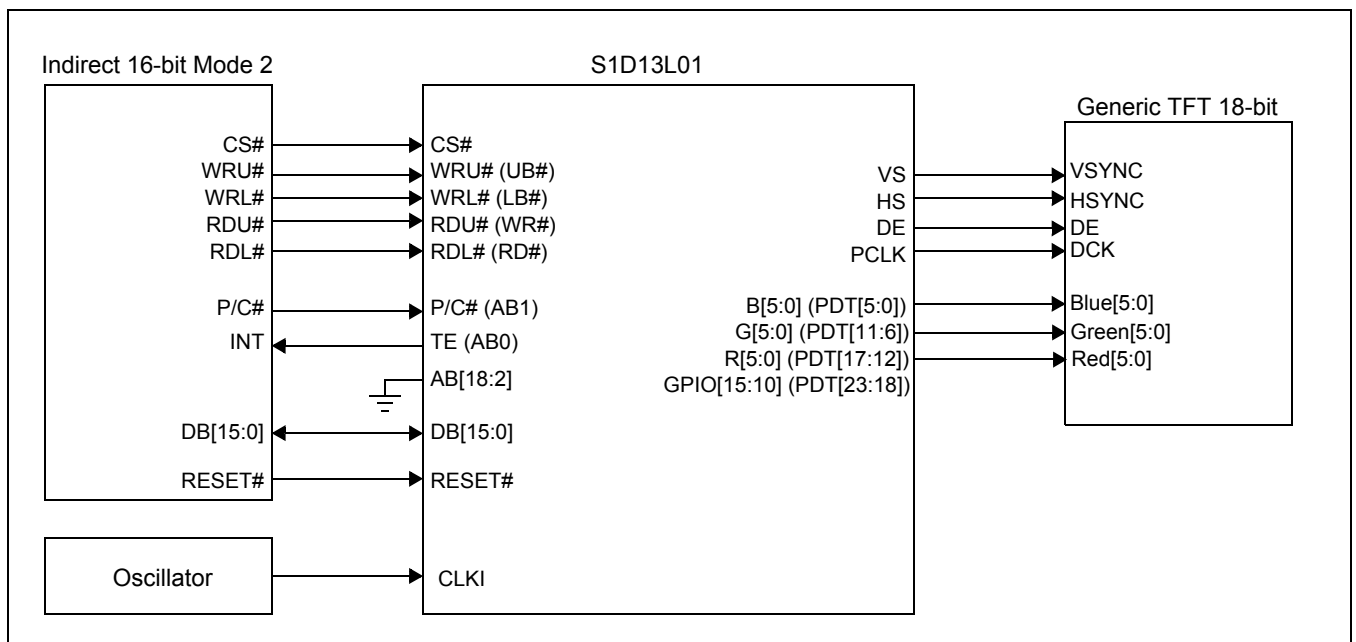 Indirect 16-bit Mode 2
S1D13L01
Generic TFT 18-bit
CS#
WRU#
WRL#
RDU#
RDL#
P/C#
INT
DB[15:0]
RESET#
Oscillator
CS#
WRU# (UB#)
WRL# (LB#)
RDU# (WR#)
RDL# (RD#)
P/C# (AB1)
TE (AB0)
AB[18:2]
DB[15:0]
RESET#
CLKI
VS
HS
DE
PCLK
B[5:0] (PDT[5:0])
G[5:0] (PDT[11:6])
R[5:0] (PDT[17:12])
GPIO[15:10] (PDT[23:18])
VSYNC
HSYNC
DE
DCK
Blue[5:0]
Green[5:0]
Red[5:0]